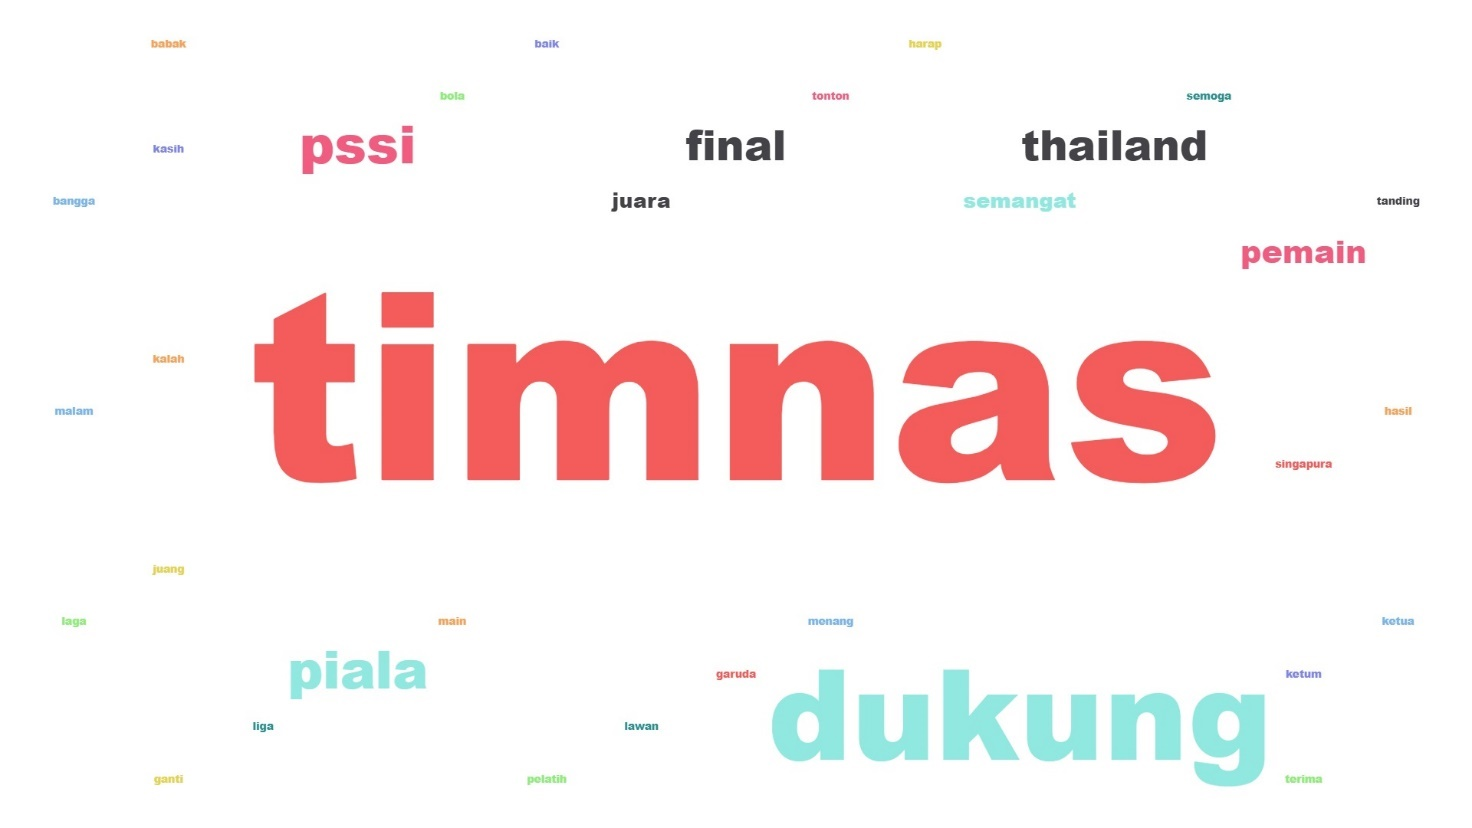 babak baik harap
bola tonton semoga
pssi final thailand
kasih
bangga juara semangat tanding
pemain
timnas
kalah
malam hasil
singapura
juang
laga main menang ketua
piala garuda dukung ketum
liga lawan
ganti pelatih terima